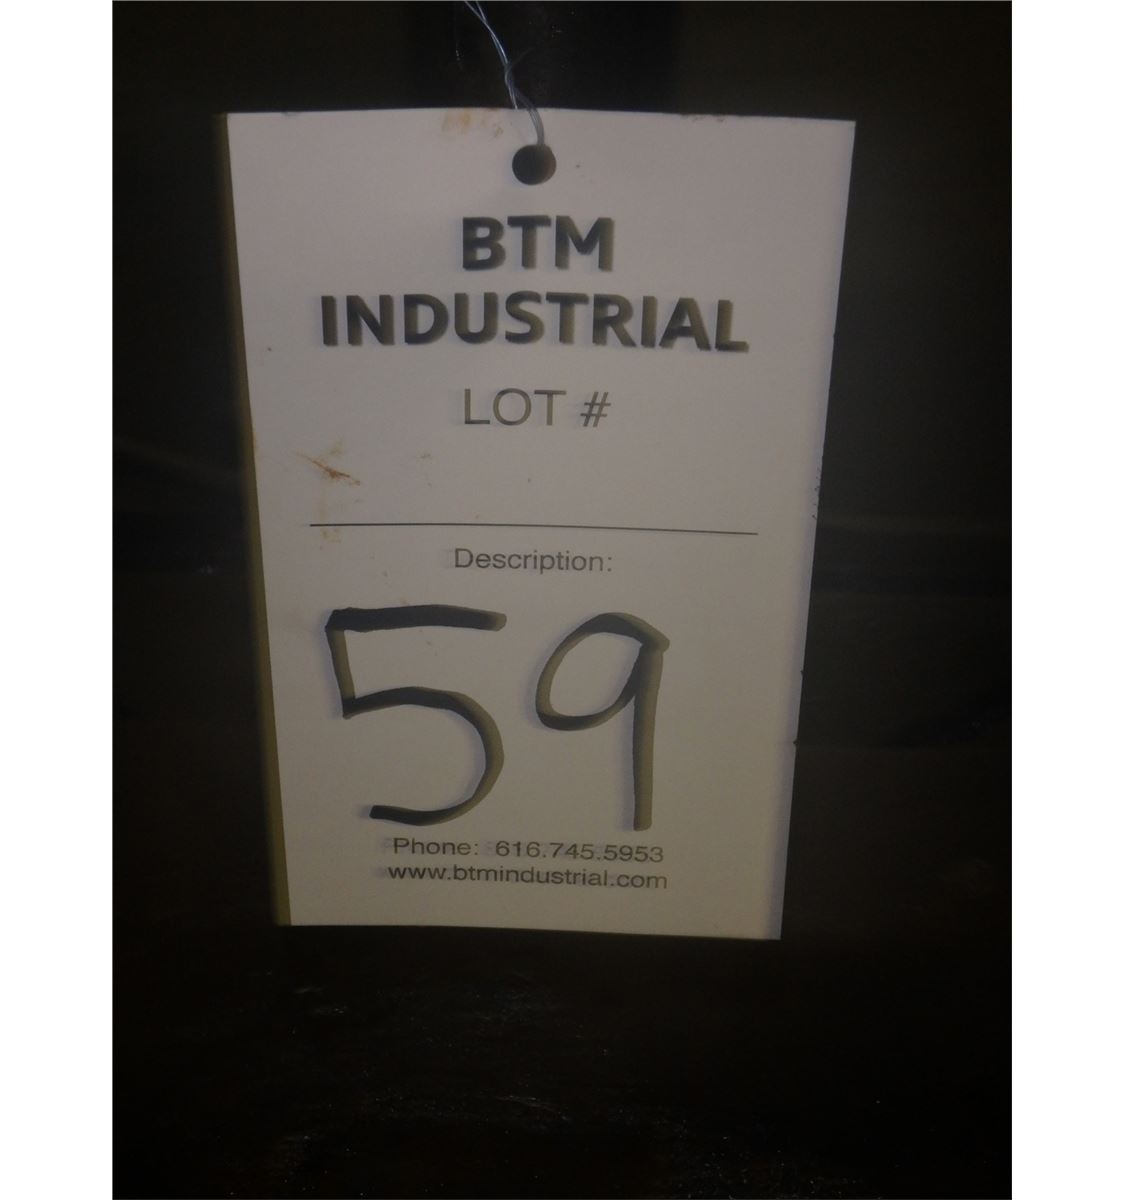 BTM
INDUSTRIAL
LOT #
Description:
59
Phone: 616.745.5953
www.btmindustrial.com